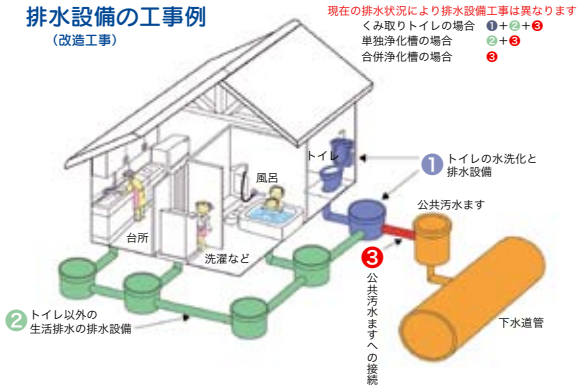 排水設備の工事例
(改造工事)
現在の排水状況により排水設備工事は異なります
くみ取りトイレの場合 ❶+❷+❸
単独浄化槽の場合 ❷+❸
合併浄化槽の場合 ❸
トイレ
❶トイレの水洗化と
排水設備
風呂
公共汚水ます
台所
洗濯など
❸公共汚水ますへの接続
❷トイレ以外の
生活排水の排水設備
下水道管